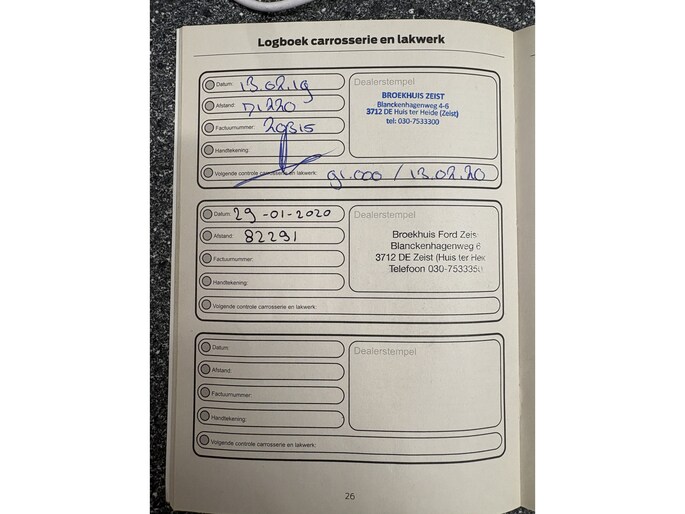 Logboek carrosserie en lakwerk
Datum: 13.02.19
Afstand: 71220
Factuurnummer:
Handtekening:
Volgende controle carrosserie en lakwerk: 91.000 / 13.02.20
Dealerstempel
BROEKHUIS ZEIST
Blanckenhagenweg 4-6
3712 DE Huis ter Heide (Zeist)
tel: 030-7533300
Datum: 29-01-2020
Afstand: 82291
Factuurnummer:
Handtekening:
Volgende controle carrosserie en lakwerk:
Dealerstempel
Broekhuis Ford Zeis
Blanckenhagenweg 6
3712 DE Zeist (Huis ter Hei
Telefoon 030-7533350
Datum:
Afstand:
Factuurnummer:
Handtekening:
Volgende controle carrosserie en lakwerk:
Dealerstempel
26